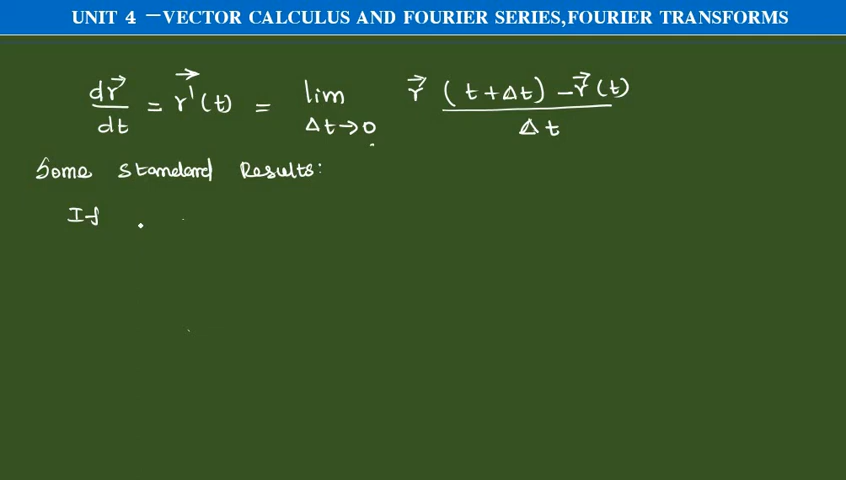 UNIT 4 –VECTOR CALCULUS AND FOURIER SERIES,FOURIER TRANSFORMS
dr⃗/dt = r⃗'(t) = lim Δt→0 r⃗ (t+Δt) – r⃗(t) / Δt
Some standard Results:
If